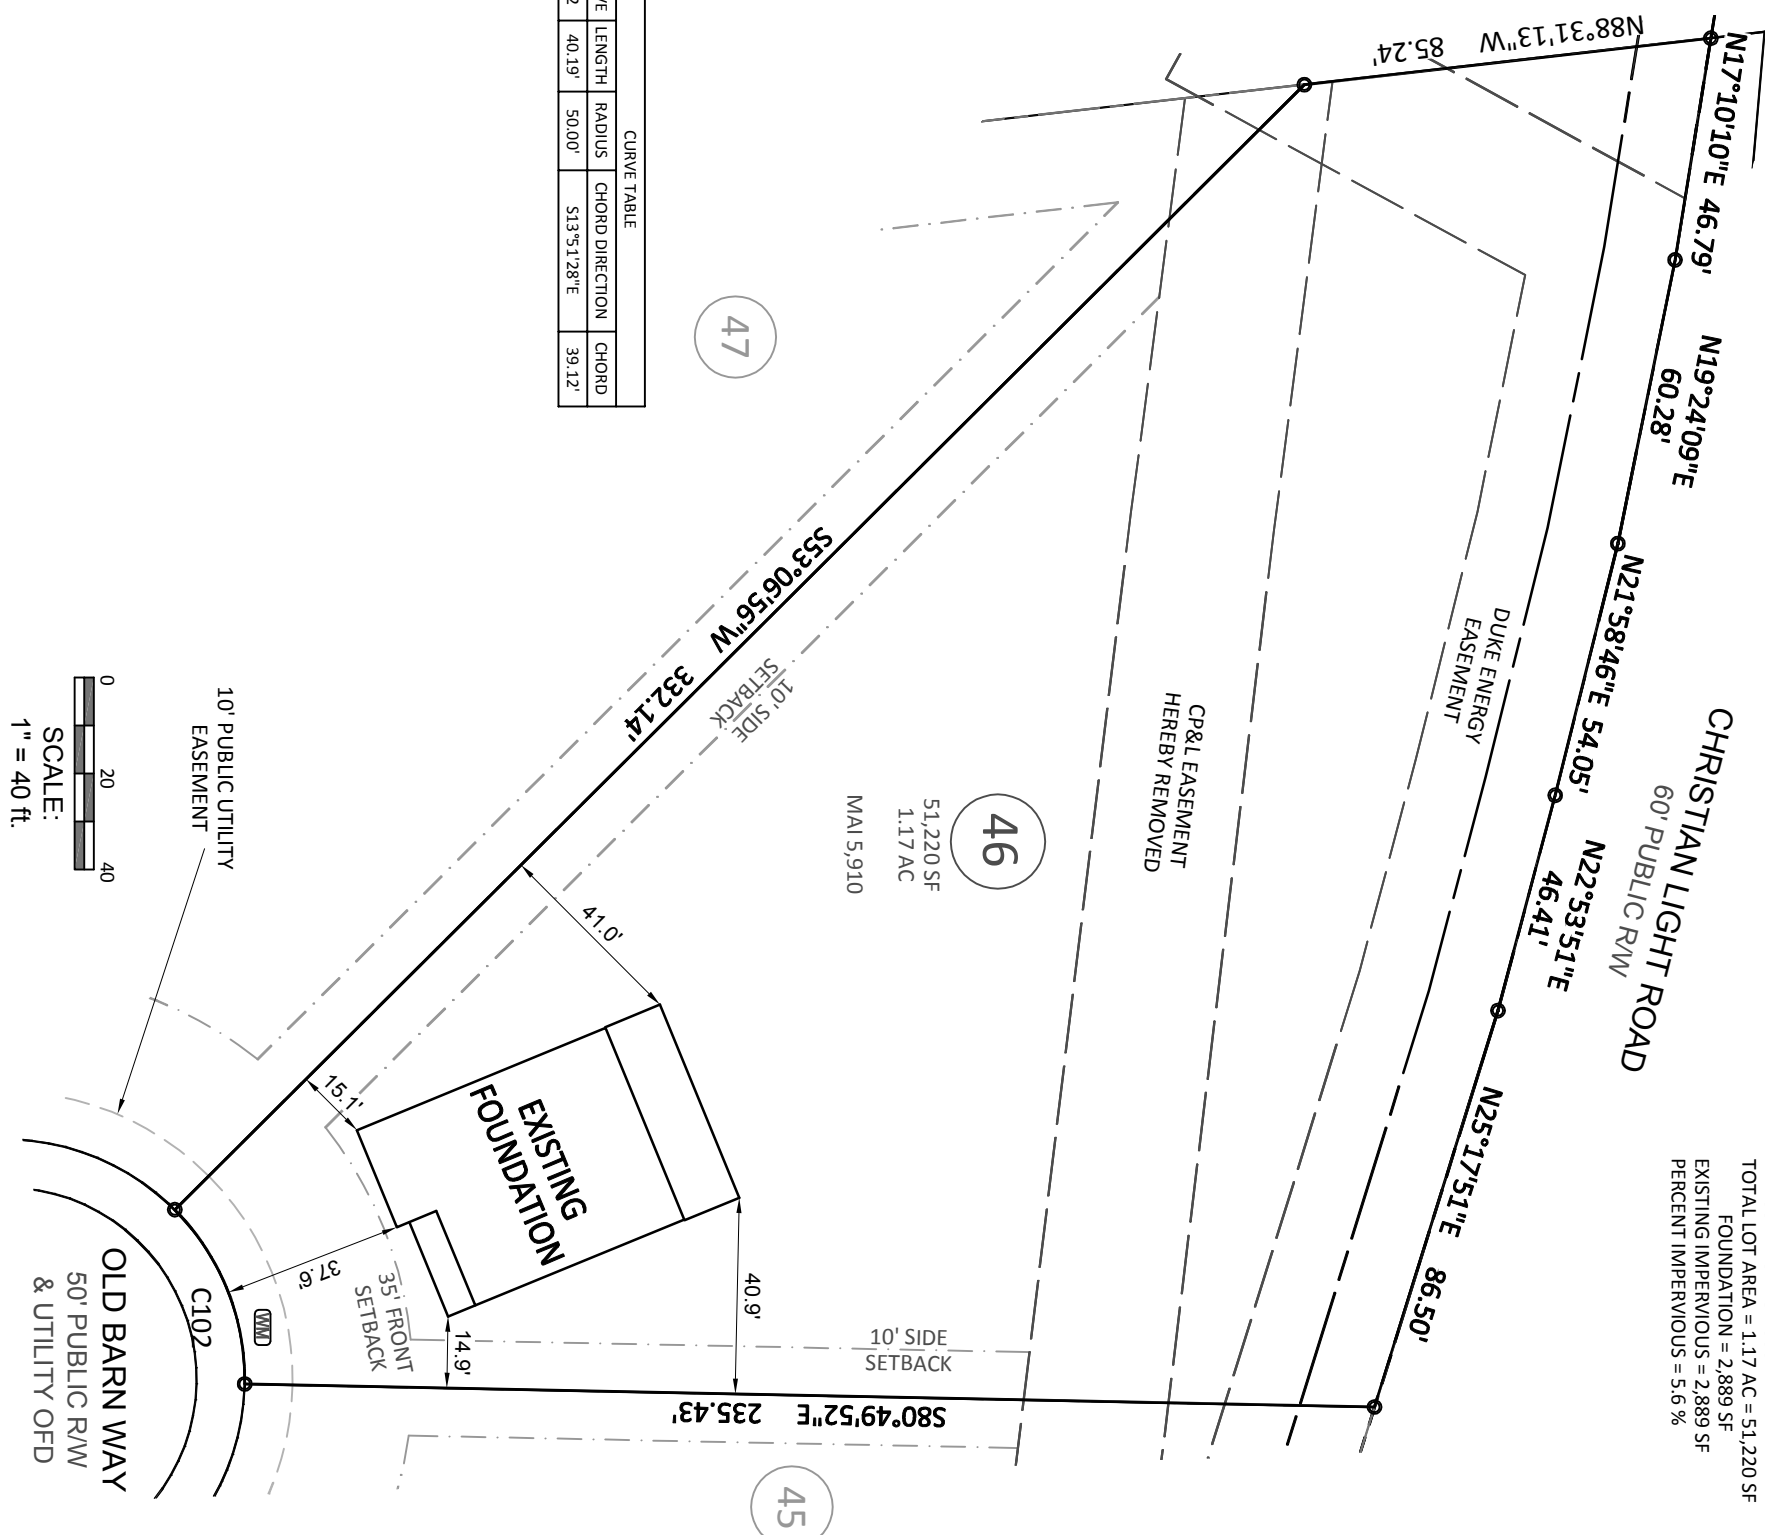 TOTAL LOT AREA = 1.17 AC = 51,220 SF
FOUNDATION = 2,889 SF
EXISTING IMPERVIOUS = 2,889 SF
PERCENT IMPERVIOUS = 5.6 %
CHRISTIAN LIGHT ROAD
60' PUBLIC R/W
N17°10'10"E 46.79'
N19°24'09"E
60.28'
N21°58'46"E 54.05'
N22°53'51"E
46.41'
N25°17'51"E 86.50'
N88°31'13"W 85.24'
DUKE ENERGY
EASEMENT
CP&L EASEMENT
HEREBY REMOVED
46
51,220 SF
1.17 AC
MAI 5,910
S53°06'56"W 332.14'
10' SIDE
SETBACK
47
CURVE TABLE
VE LENGTH RADIUS CHORD DIRECTION CHORD
2 40.19' 50.00' S13°51'28"E 39.12'
41.0'
15.1'
EXISTING
FOUNDATION
40.9'
14.9'
37.6'
35' FRONT
SETBACK
10' SIDE
SETBACK
S80°49'52"E 235.43'
45
WM
C102
OLD BARN WAY
50' PUBLIC R/W
& UTILITY OFD
10' PUBLIC UTILITY
EASEMENT
0 20 40
SCALE:
1" = 40 ft.